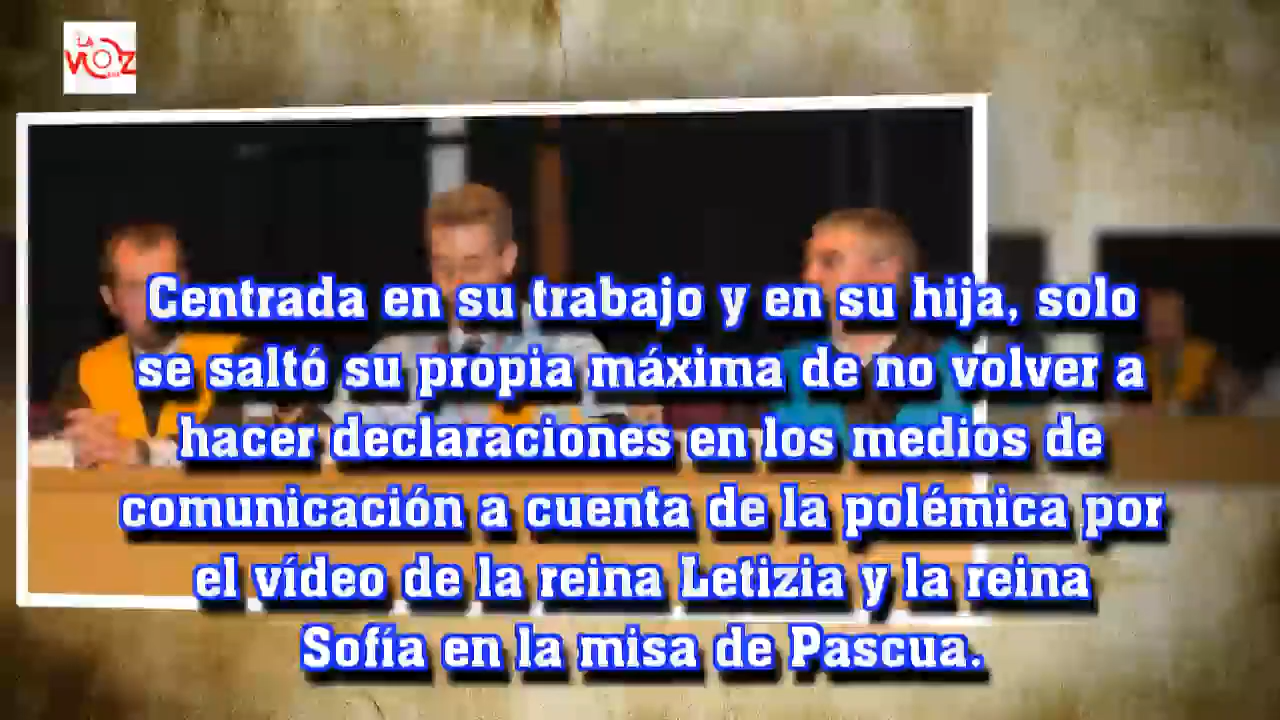 LA
VOZ
Centrada en su trabajo y en su hija, solo
se saltó su propia máxima de no volver a
hacer declaraciones en los medios de
comunicación a cuenta de la polémica por
el vídeo de la reina Letizia y la reina
Sofía en la misa de Pascua.